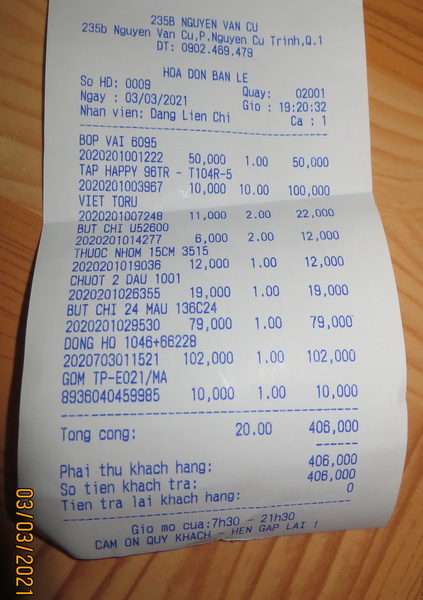 235B NGUYEN VAN CU
235b Nguyen Van Cu,P.Nguyen Cu Trinh,Q.1
DT: 0902.469.479
HOA DON BAN LE
So HD: 0009 Quay: 02001
Ngay : 03/03/2021 Gio : 19:20:32
Nhan vien: Dang Lien Chi Ca : 1
BOP VAI 6095
2020201001222 50,000 1.00 50,000
TAP HAPPY 96TR - T104R-5
2020201003967 10,000 10.00 100,000
VIET TORU
2020201007248 11,000 2.00 22,000
BUT CHI U52600
2020201014277 6,000 2.00 12,000
THUOC NHOM 15CM 3515
2020201019036 12,000 1.00 12,000
CHUOT 2 DAU 1001
2020201026355 19,000 1.00 19,000
BUT CHI 24 MAU 136C24
2020201029530 79,000 1.00 79,000
DONG HO 1046+66228
2020703011521 102,000 1.00 102,000
GOM TP-E021/MA
8936040459985 10,000 1.00 10,000
Tong cong: 20.00 406,000
Phai thu khach hang: 406,000
So tien khach tra: 406,000
Tien tra lai khach hang: 0
Gio mo cua:7h30 - 21h30
CAM ON QUY KHACH - HEN GAP LAI !
03/03/2021